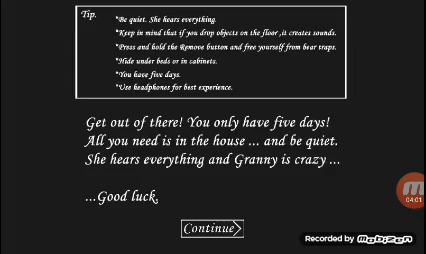 Tip.
*Be quiet. She hears everything.
*Keep in mind that if you drop objects on the floor ,it creates sounds.
*Press and hold the Remove button and free yourself from bear traps.
*Hide under beds or in cabinets.
*You have five days.
*Use headphones for best experience.
Get out of there! You only have five days!
All you need is in the house ... and be quiet.
She hears everything and Granny is crazy ...
...Good luck.
Continue
04:01
Recorded by mobizen